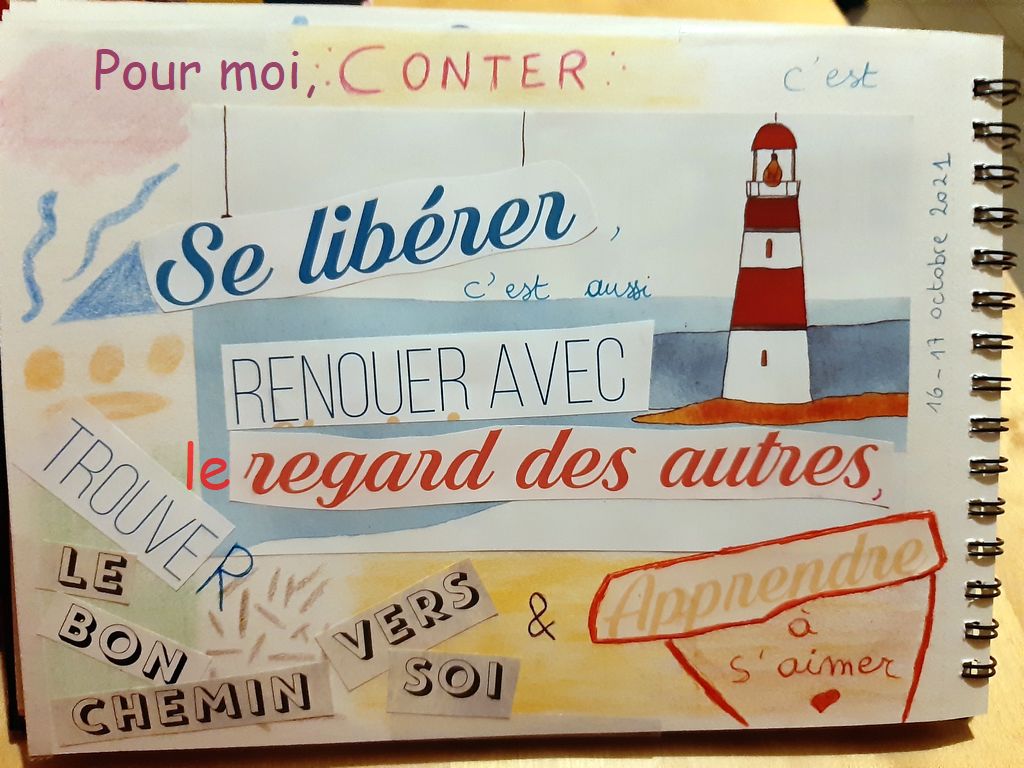 Pour moi, CONTER c'est
Se libérer,
c'est aussi
RENOUER AVEC
le regard des autres,
TROUVER
LE
BON
CHEMIN
VERS
SOI
& Apprendre
à
s'aimer
16-17 octobre 2021